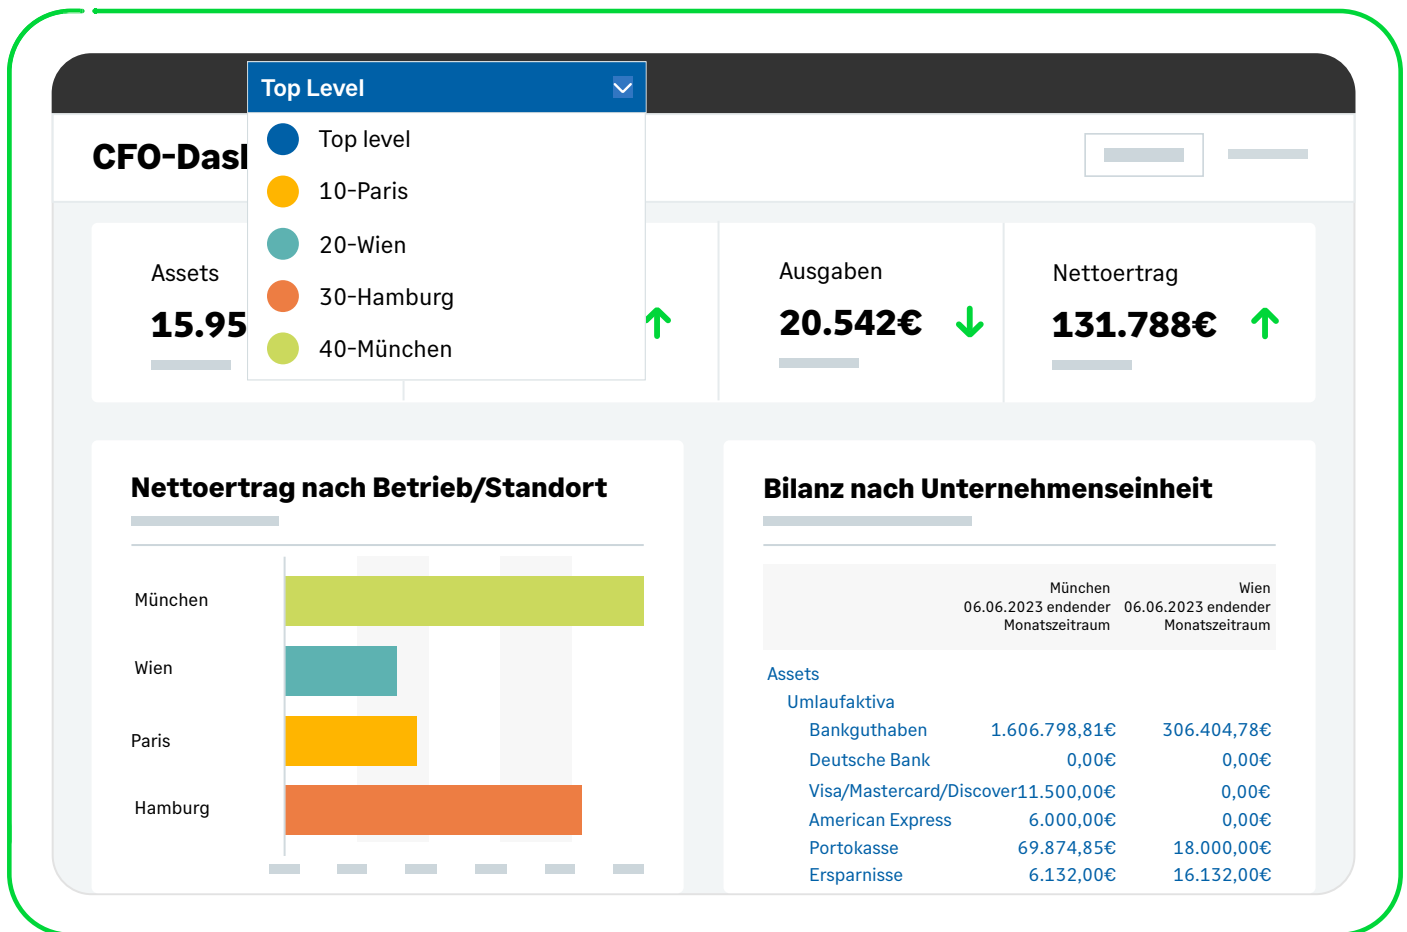 Top Level
Top level
10-Paris
20-Wien
30-Hamburg
40-München
Assets
15.95
Ausgaben
20.542€
Nettoertrag
131.788€
Nettoertrag nach Betrieb/Standort
München
Wien
Paris
Hamburg
Bilanz nach Unternehmenseinheit
München
06.06.2023 endender
Monatszeitraum
Wien
06.06.2023 endender
Monatszeitraum
Assets
Umlaufaktiva
Bankguthaben 1.606.798,81€ 306.404,78€
Deutsche Bank 0,00€ 0,00€
Visa/Mastercard/Discover 11.500,00€ 0,00€
American Express 6.000,00€ 0,00€
Portokasse 69.874,85€ 18.000,00€
Ersparnisse 6.132,00€ 16.132,00€